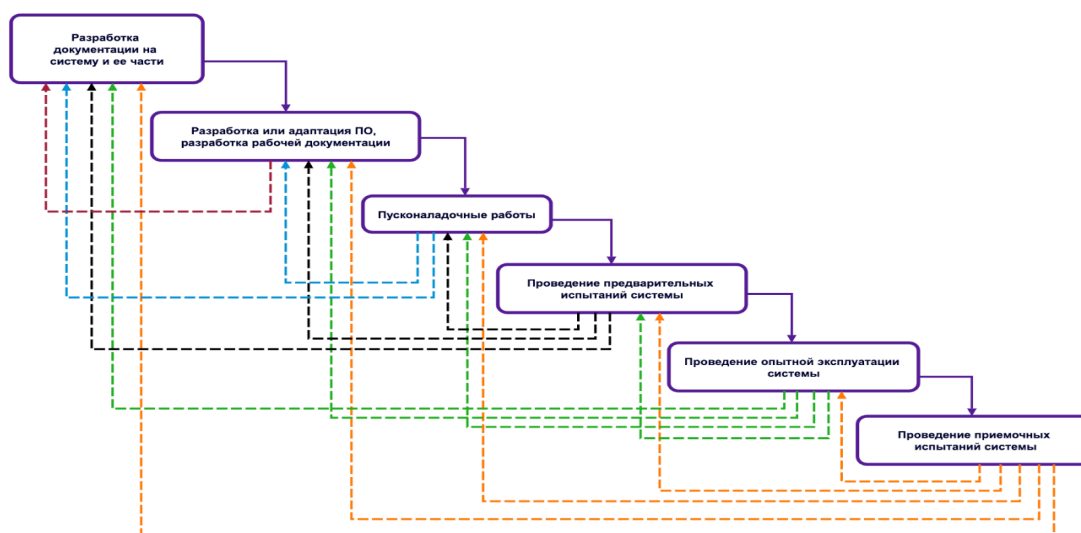 Разработка
документации на
систему и ее части
Разработка или адаптация ПО,
разработка рабочей документации
Пусконаладочные работы
Проведение предварительных
испытаний системы
Проведение опытной эксплуатации
системы
Проведение приемочных
испытаний системы